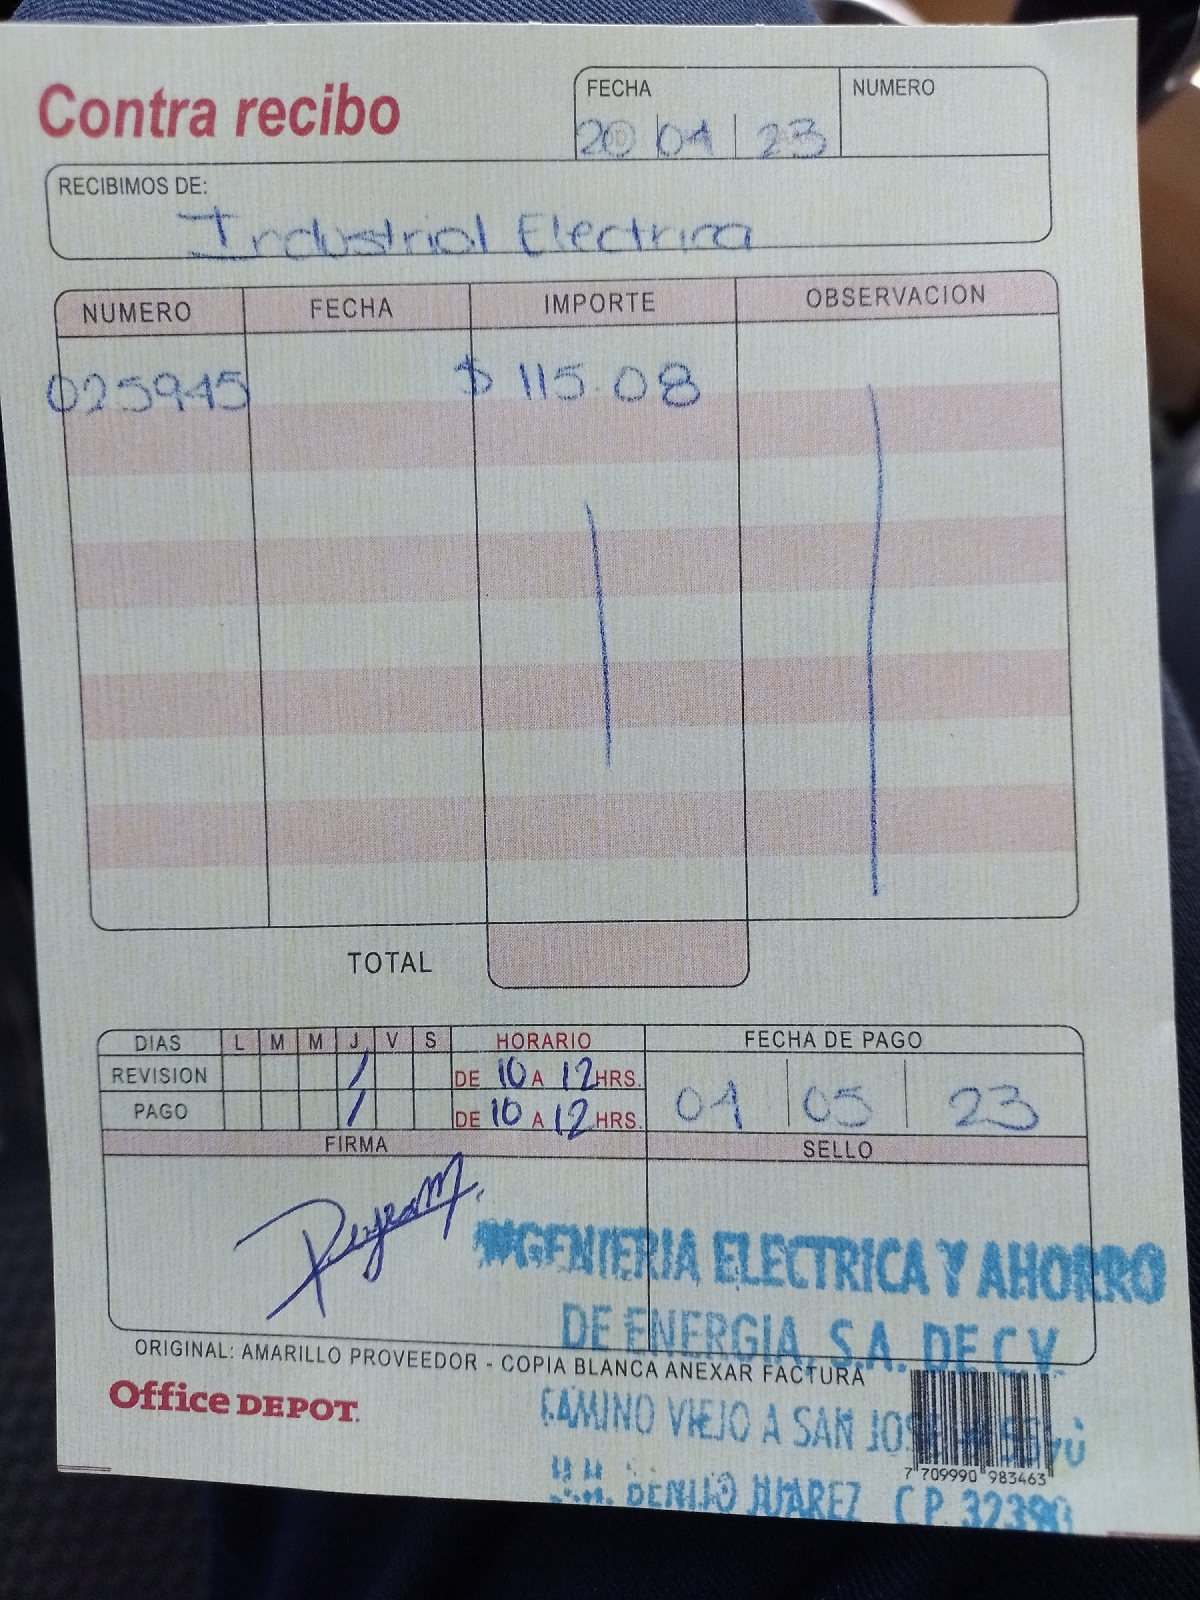 Contra recibo
FECHA
NUMERO
20 04 23
RECIBIMOS DE:
Industrial Electrica
NUMERO FECHA IMPORTE OBSERVACION
025945 $ 115.08
TOTAL
DIAS L M M J V S HORARIO FECHA DE PAGO
REVISION / DE 10 A 12 HRS.
PAGO / DE 10 A 12 HRS. 04 05 23
FIRMA SELLO
INGENIERIA ELECTRICA Y AHORRO
DE ENERGIA, S.A. DE C.V.
ORIGINAL: AMARILLO PROVEEDOR - COPIA BLANCA ANEXAR FACTURA
Office DEPOT.
CAMINO VIEJO A SAN JOSE
7 709990 983463
BENITO JUAREZ C.P. 32390